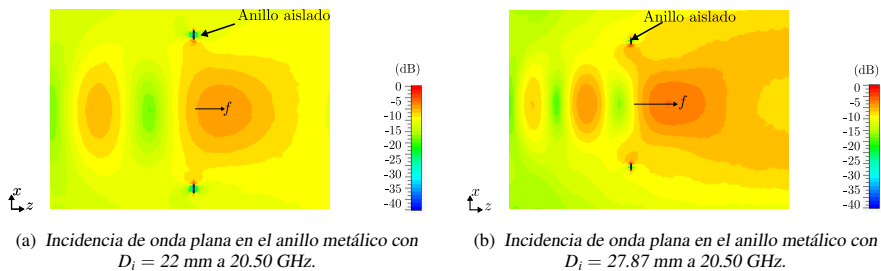 Anillo aislado
f
(dB)
0
-5
-10
-15
-20
-25
-30
-35
-40
x
z
(a) Incidencia de onda plana en el anillo metálico con
D_i = 22 mm a 20.50 GHz.
Anillo aislado
f
(dB)
0
-5
-10
-15
-20
-25
-30
-35
-40
x
z
(b) Incidencia de onda plana en el anillo metálico con
D_i = 27.87 mm a 20.50 GHz.